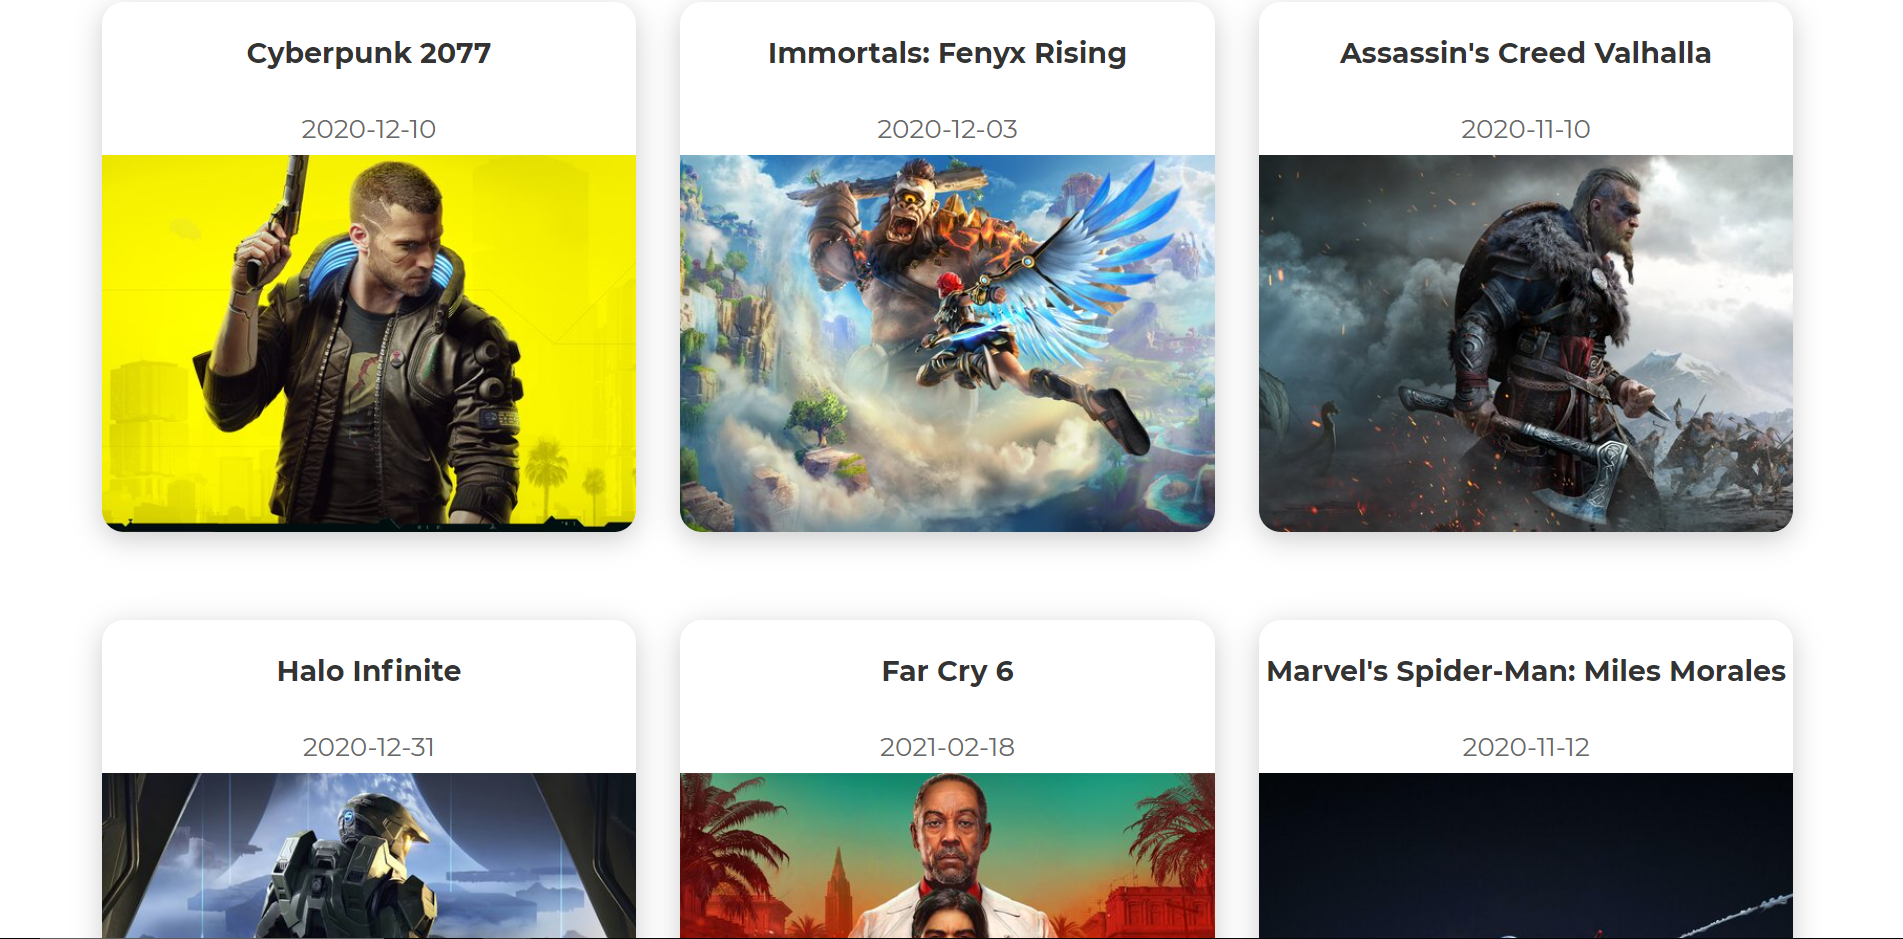 Cyberpunk 2077
2020-12-10
Immortals: Fenyx Rising
2020-12-03
Assassin's Creed Valhalla
2020-11-10
Halo Infinite
2020-12-31
Far Cry 6
2021-02-18
Marvel's Spider-Man: Miles Morales
2020-11-12